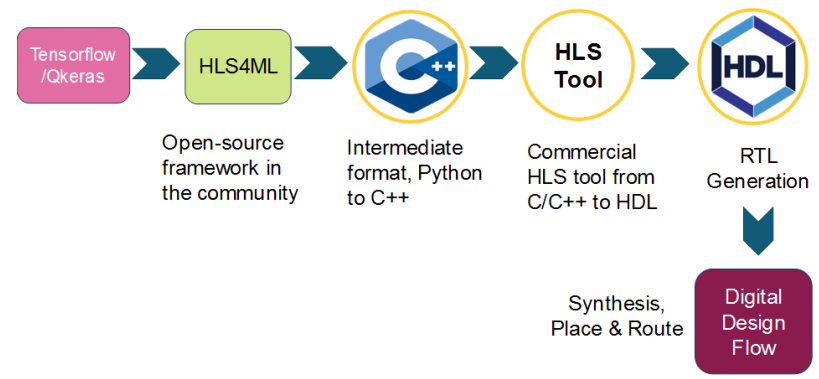 Tensorflow
/Qkeras
HLS4ML
C++
HLS
Tool
HDL
Open-source
framework in
the community
Intermediate
format, Python
to C++
Commercial
HLS tool from
C/C++ to HDL
RTL
Generation
Synthesis,
Place & Route
Digital
Design
Flow